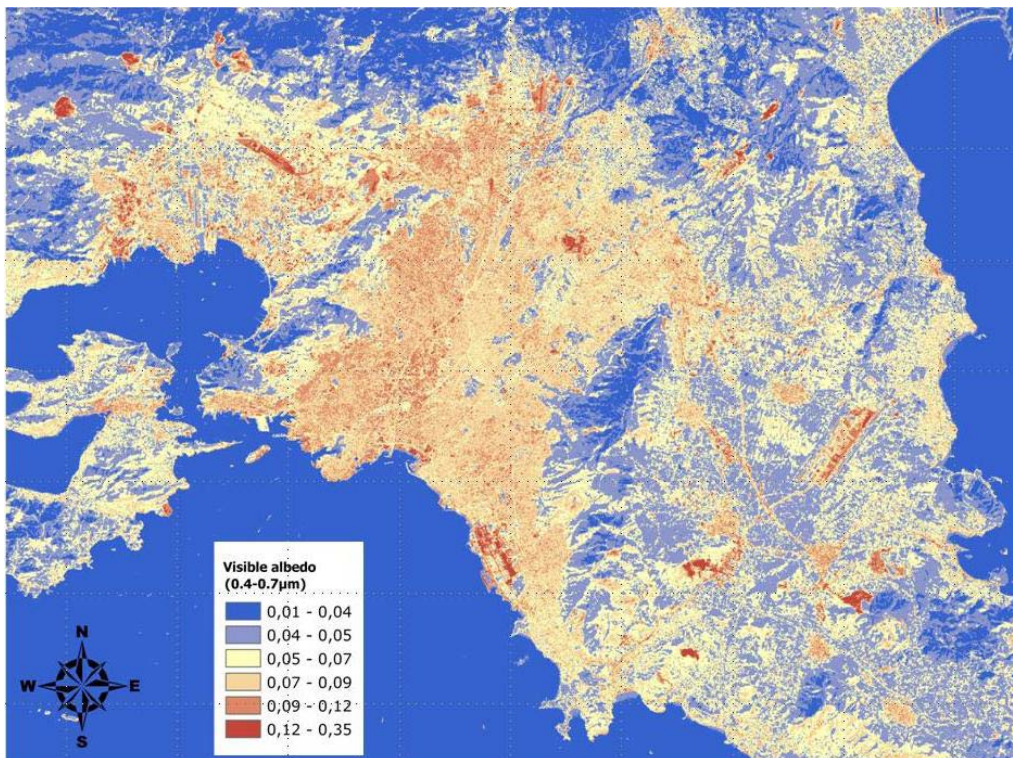 Visible albedo
(0.4-0.7µm)
0,01 - 0,04
0,04 - 0,05
0,05 - 0,07
0,07 - 0,09
0,09 - 0,12
0,12 - 0,35
N
W E
S